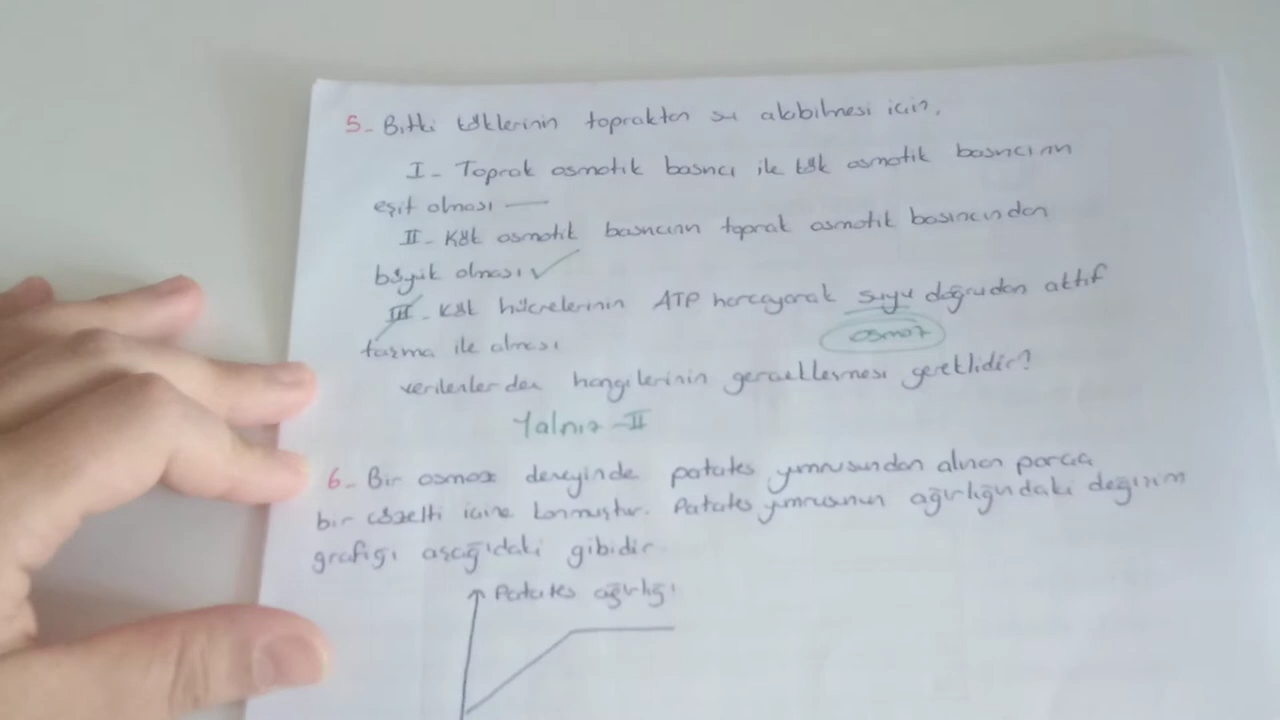 5- Bitki köklerinin topraktan su alabilmesi için,
I - Toprak osmotik basıncı ile kök osmotik basıncının
eşit olması —
II - Kök osmotik basıncının toprak osmotik basıncından
büyük olması ✓
III - Kök hücrelerinin ATP harcayarak suyu doğrudan aktif
taşıma ile alması
osmoz
verilenlerden hangilerinin gerçekleşmesi gereklidir?
Yalnız - II
6- Bir osmoz deneyinde patates yumrusundan alınan parça
bir çözelti içine konmuştur. Patates yumrusunun ağırlığındaki değişim
grafiği aşağıdaki gibidir.
Patates ağırlığı